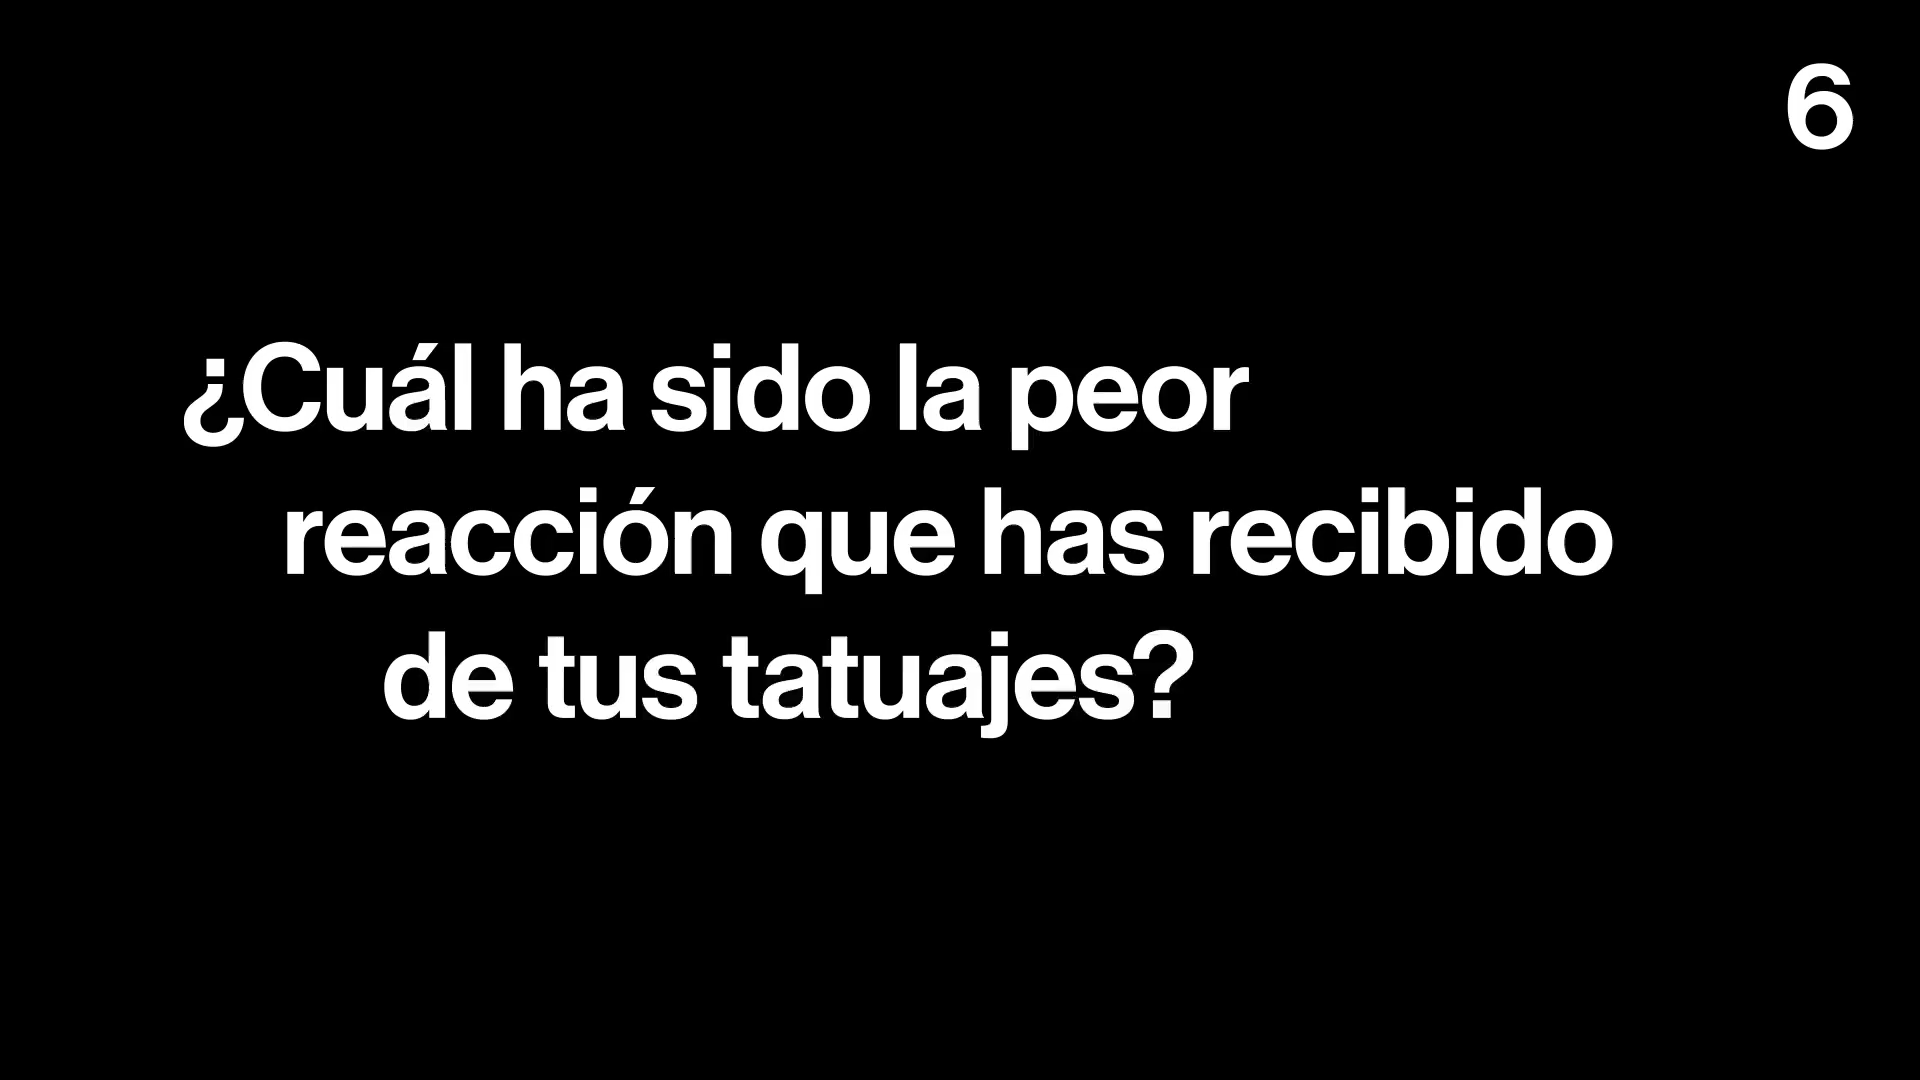 6
¿Cuál ha sido la peor
reacción que has recibido
de tus tatuajes?